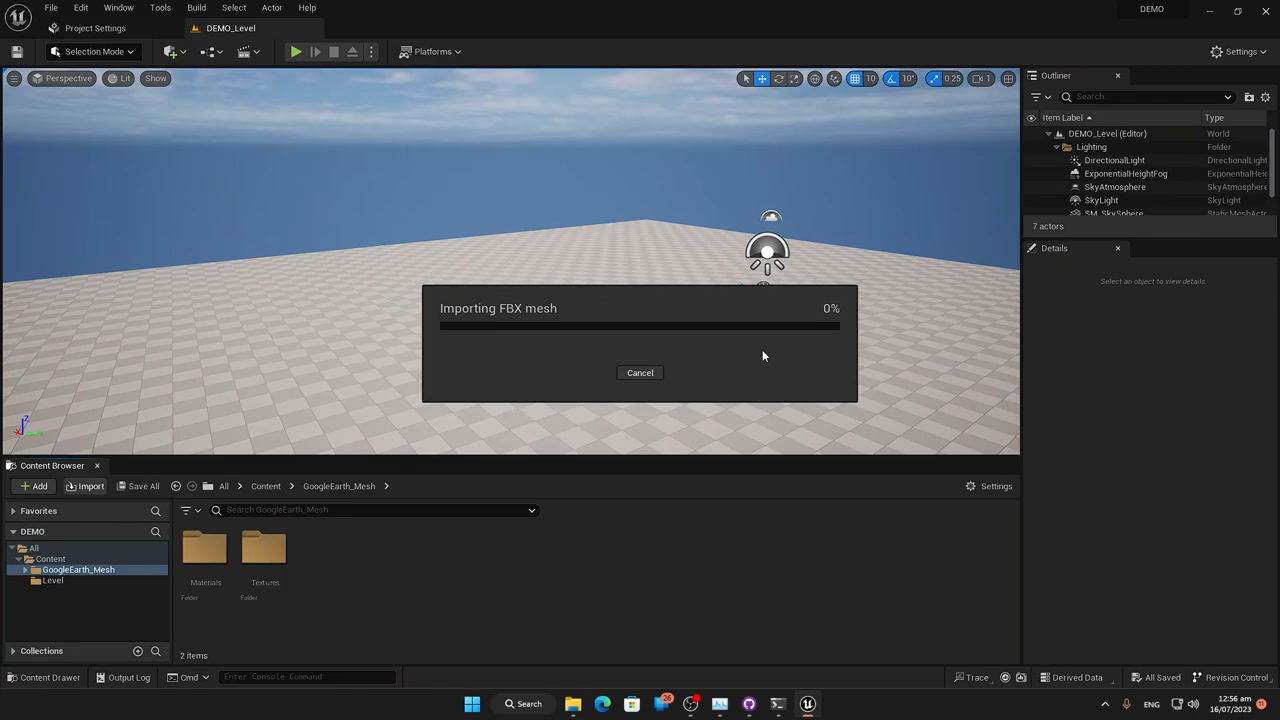 File Edit Window Tools Build Select Actor Help
DEMO
Project Settings
DEMO_Level
Selection Mode
Platforms
Settings
Perspective
Lit
Show
10
10°
0.25
1
Outliner
Search...
Item Label
Type
DEMO_Level (Editor)
World
Lighting
Folder
DirectionalLight
DirectionalLight
ExponentialHeightFog
ExponentialHeig
SkyAtmosphere
SkyAtmosphere
SkyLight
SkyLight
SM_SkySphere
StaticMeshActor
7 actors
Details
Select an object to view details
Importing FBX mesh
0%
Cancel
Z
Content Browser
Add
Import
Save All
All
Content
GoogleEarth_Mesh
Settings
Favorites
Search GoogleEarth_Mesh
DEMO
All
Content
GoogleEarth_Mesh
Level
Materials
Folder
Textures
Folder
Collections
2 items
Content Drawer
Output Log
Cmd
Enter Console Command
Trace
Derived Data
All Saved
Revision Control
Search
26
ENG
12:56 am
16/07/2023